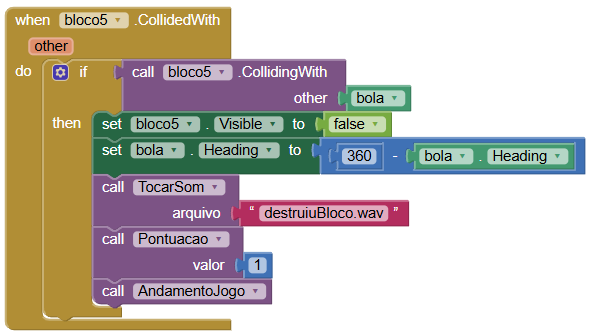 when bloco5 .CollidedWith
other
do if call bloco5 .CollidingWith
other bola
then set bloco5 . Visible to false
set bola . Heading to 360 - bola . Heading
call TocarSom
arquivo " destruiuBloco.wav "
call Pontuacao
valor 1
call AndamentoJogo